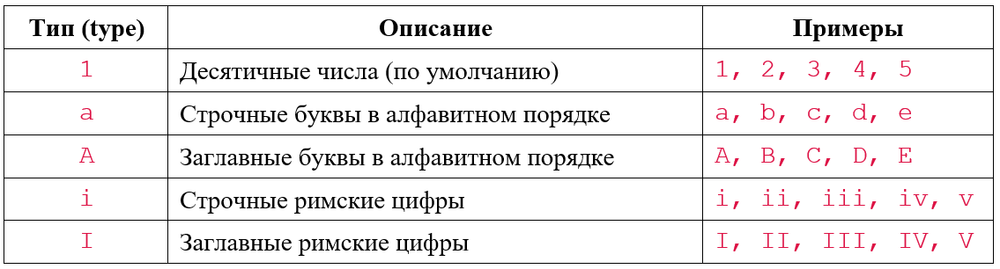 Тип (type) Описание Примеры
1 Десятичные числа (по умолчанию) 1, 2, 3, 4, 5
a Строчные буквы в алфавитном порядке a, b, c, d, e
A Заглавные буквы в алфавитном порядке A, B, C, D, E
i Строчные римские цифры i, ii, iii, iv, v
I Заглавные римские цифры I, II, III, IV, V